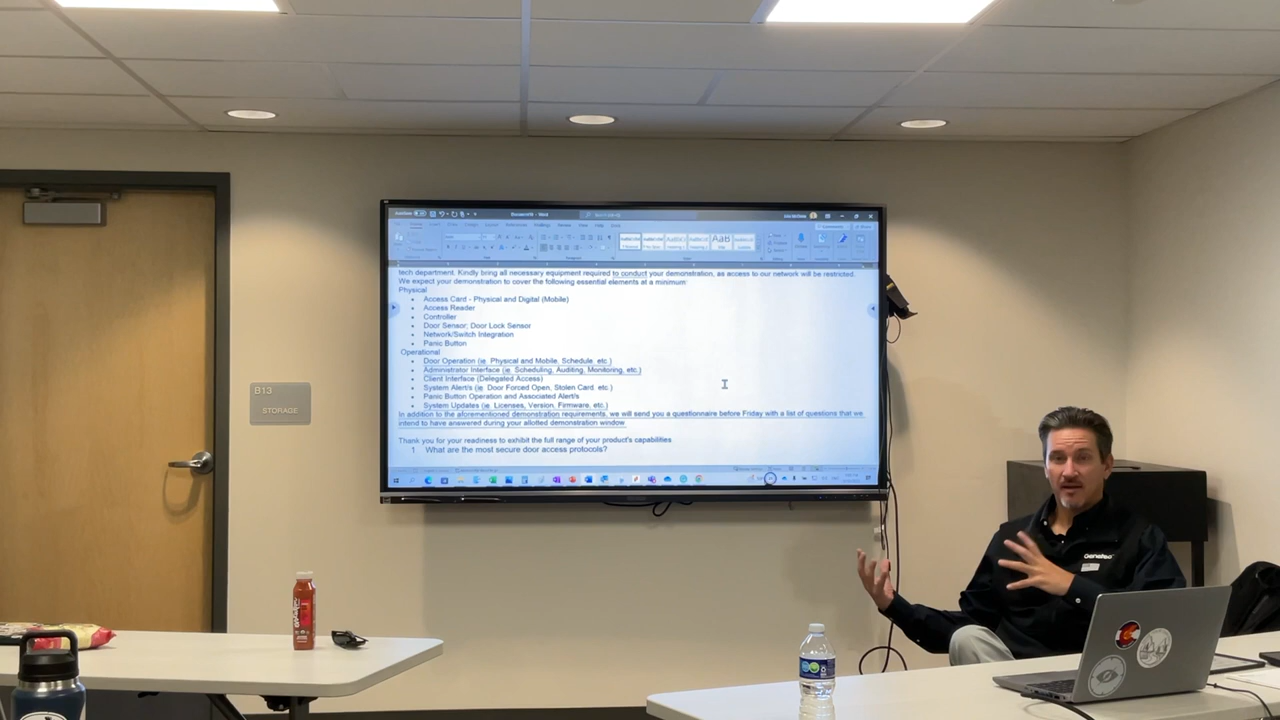 Document - Word
tech department. Kindly bring all necessary equipment required to conduct your demonstration, as access to our network will be restricted.
We expect your demonstration to cover the following essential elements at a minimum:
Physical
• Access Card - Physical and Digital (Mobile)
• Access Reader
• Controller
• Door Sensor; Door Lock Sensor
• Network/Switch Integration
• Panic Button
Operational
• Door Operation (ie. Physical and Mobile, Schedule, etc.)
• Administrator Interface (ie. Scheduling, Auditing, Monitoring, etc.)
• Client Interface (Delegated Access)
• System Alert/s (ie. Door Forced Open, Stolen Card. etc.)
• Panic Button Operation and Associated Alert/s
• System Updates (ie. Licenses, Version, Firmware, etc.)
In addition to the aforementioned demonstration requirements, we will send you a questionnaire before Friday with a list of questions that we
intend to have answered during your allotted demonstration window
Thank you for your readiness to exhibit the full range of your product's capabilities
1 What are the most secure door access protocols?
B13
STORAGE
Genetec